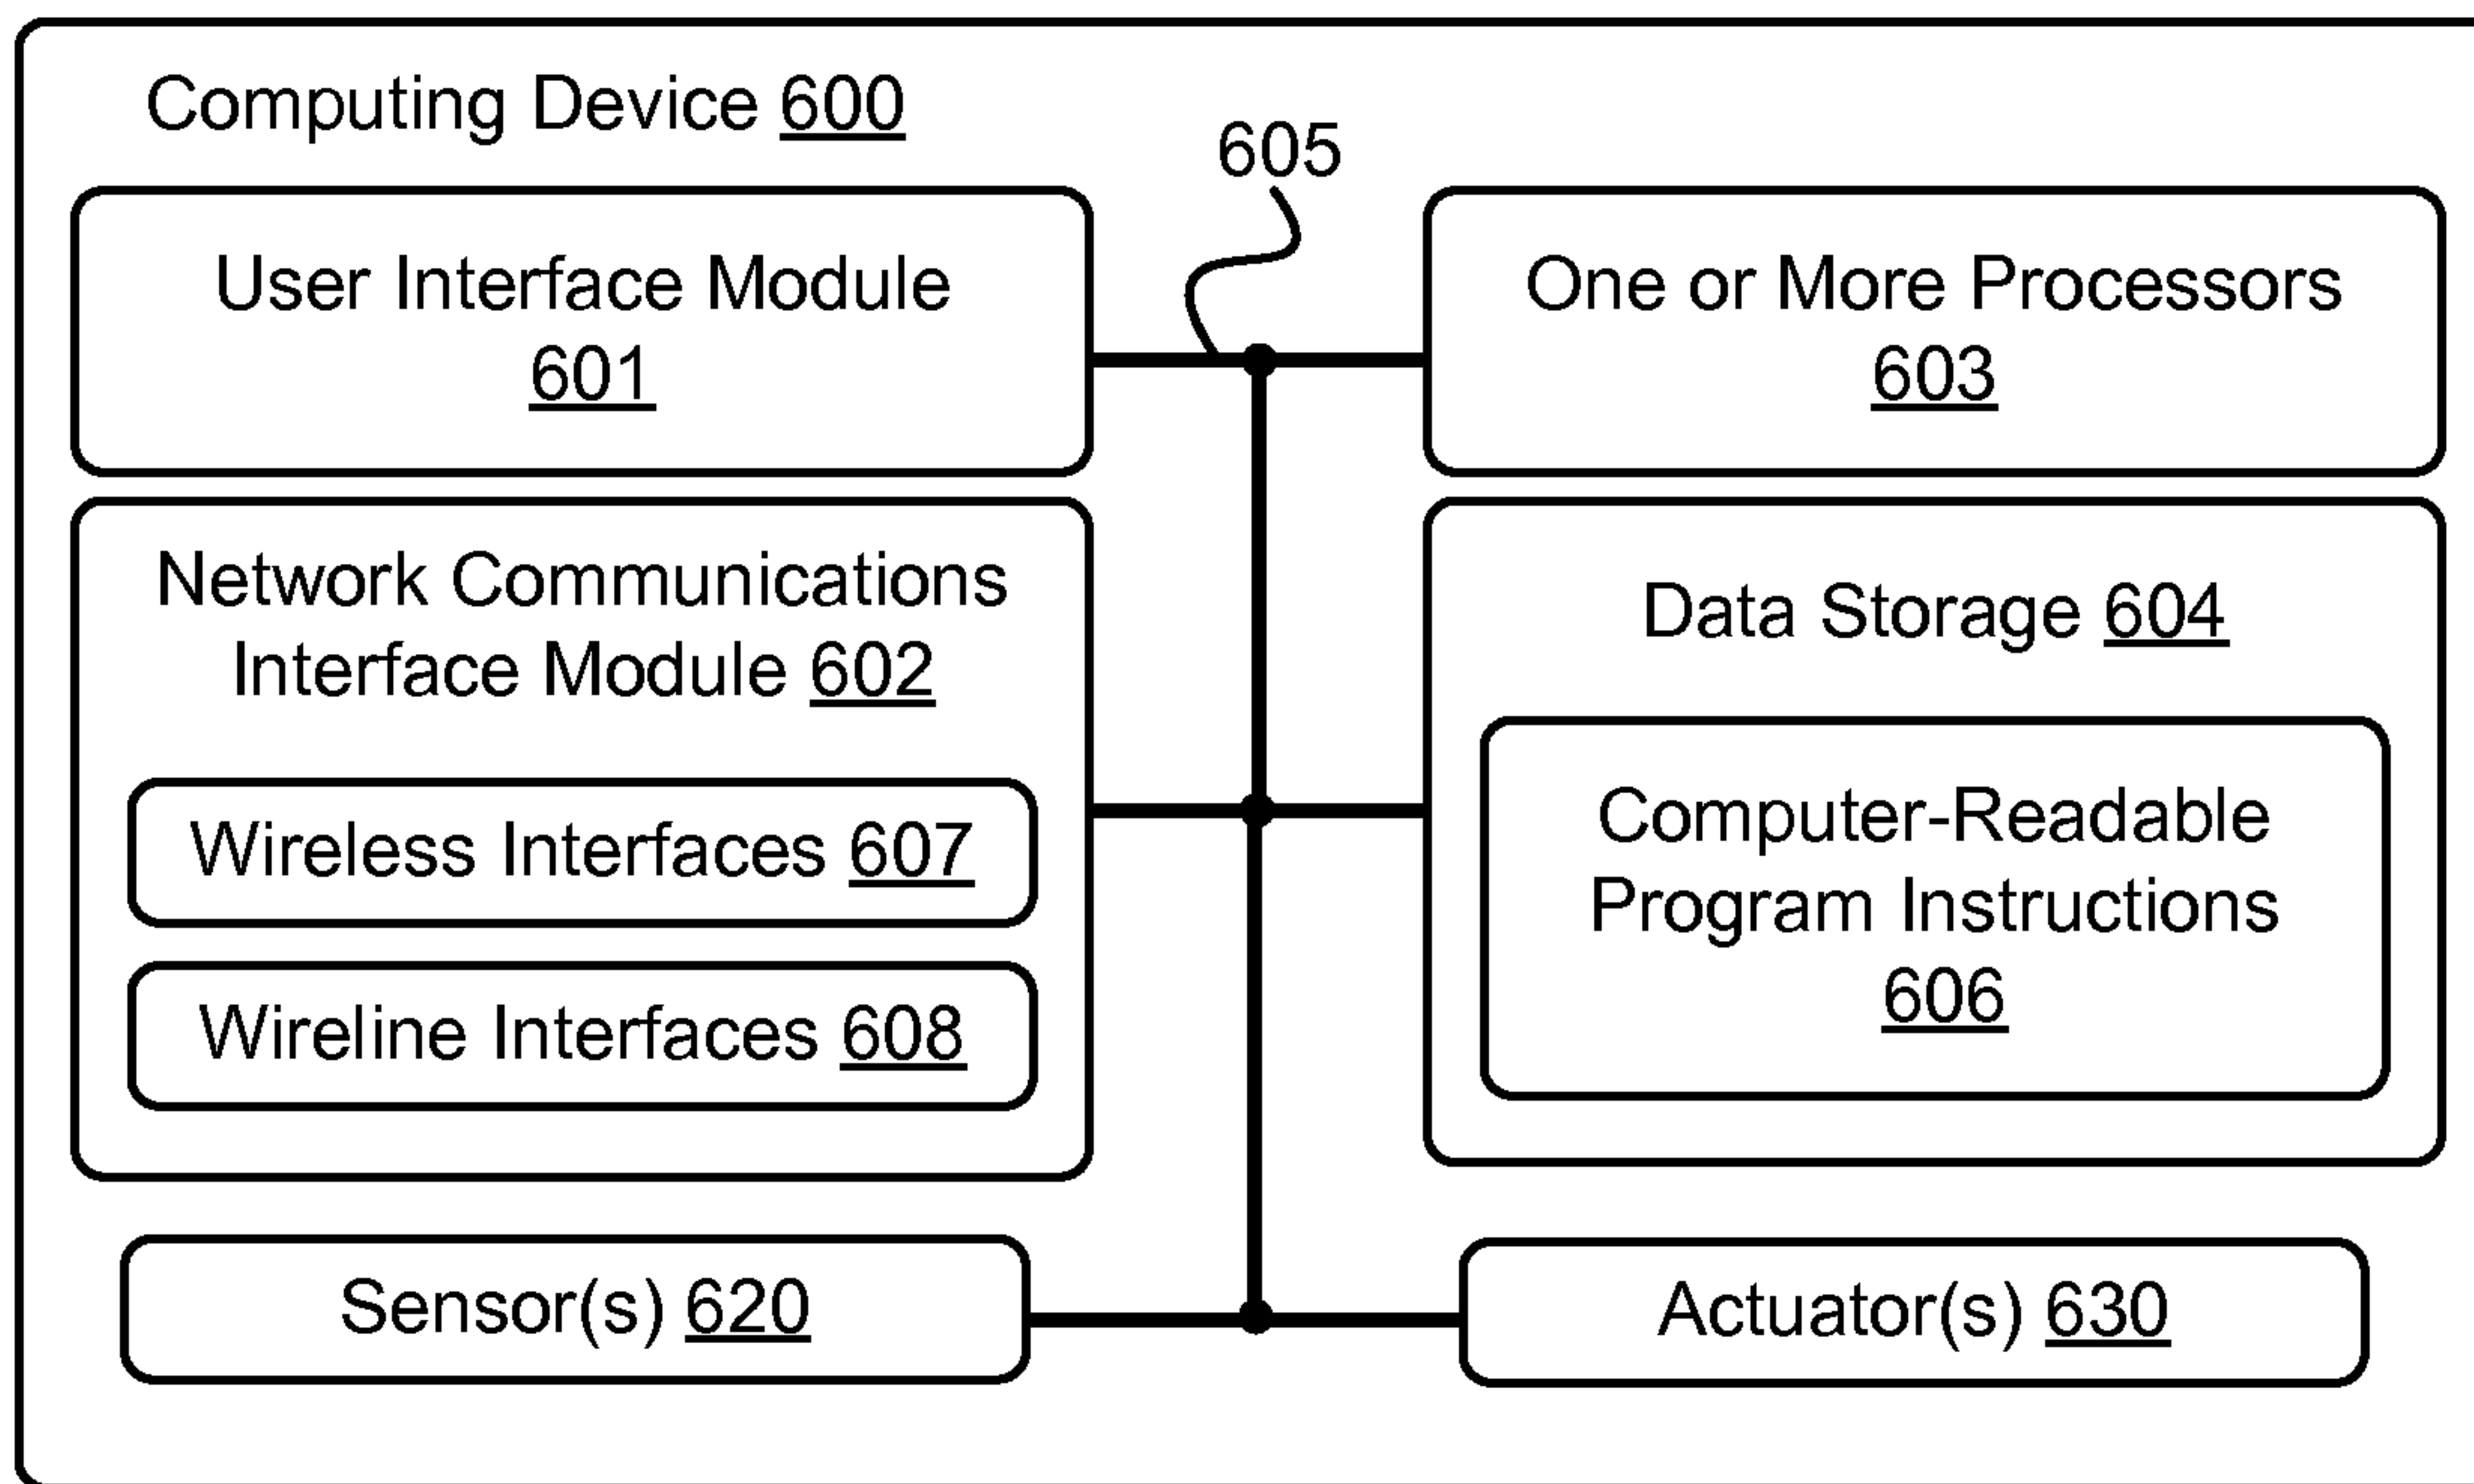 Computing Device 600
605
User Interface Module
601
One or More Processors
603
Network Communications
Interface Module 602
Wireless Interfaces 607
Wireline Interfaces 608
Data Storage 604
Computer-Readable
Program Instructions
606
Sensor(s) 620
Actuator(s) 630